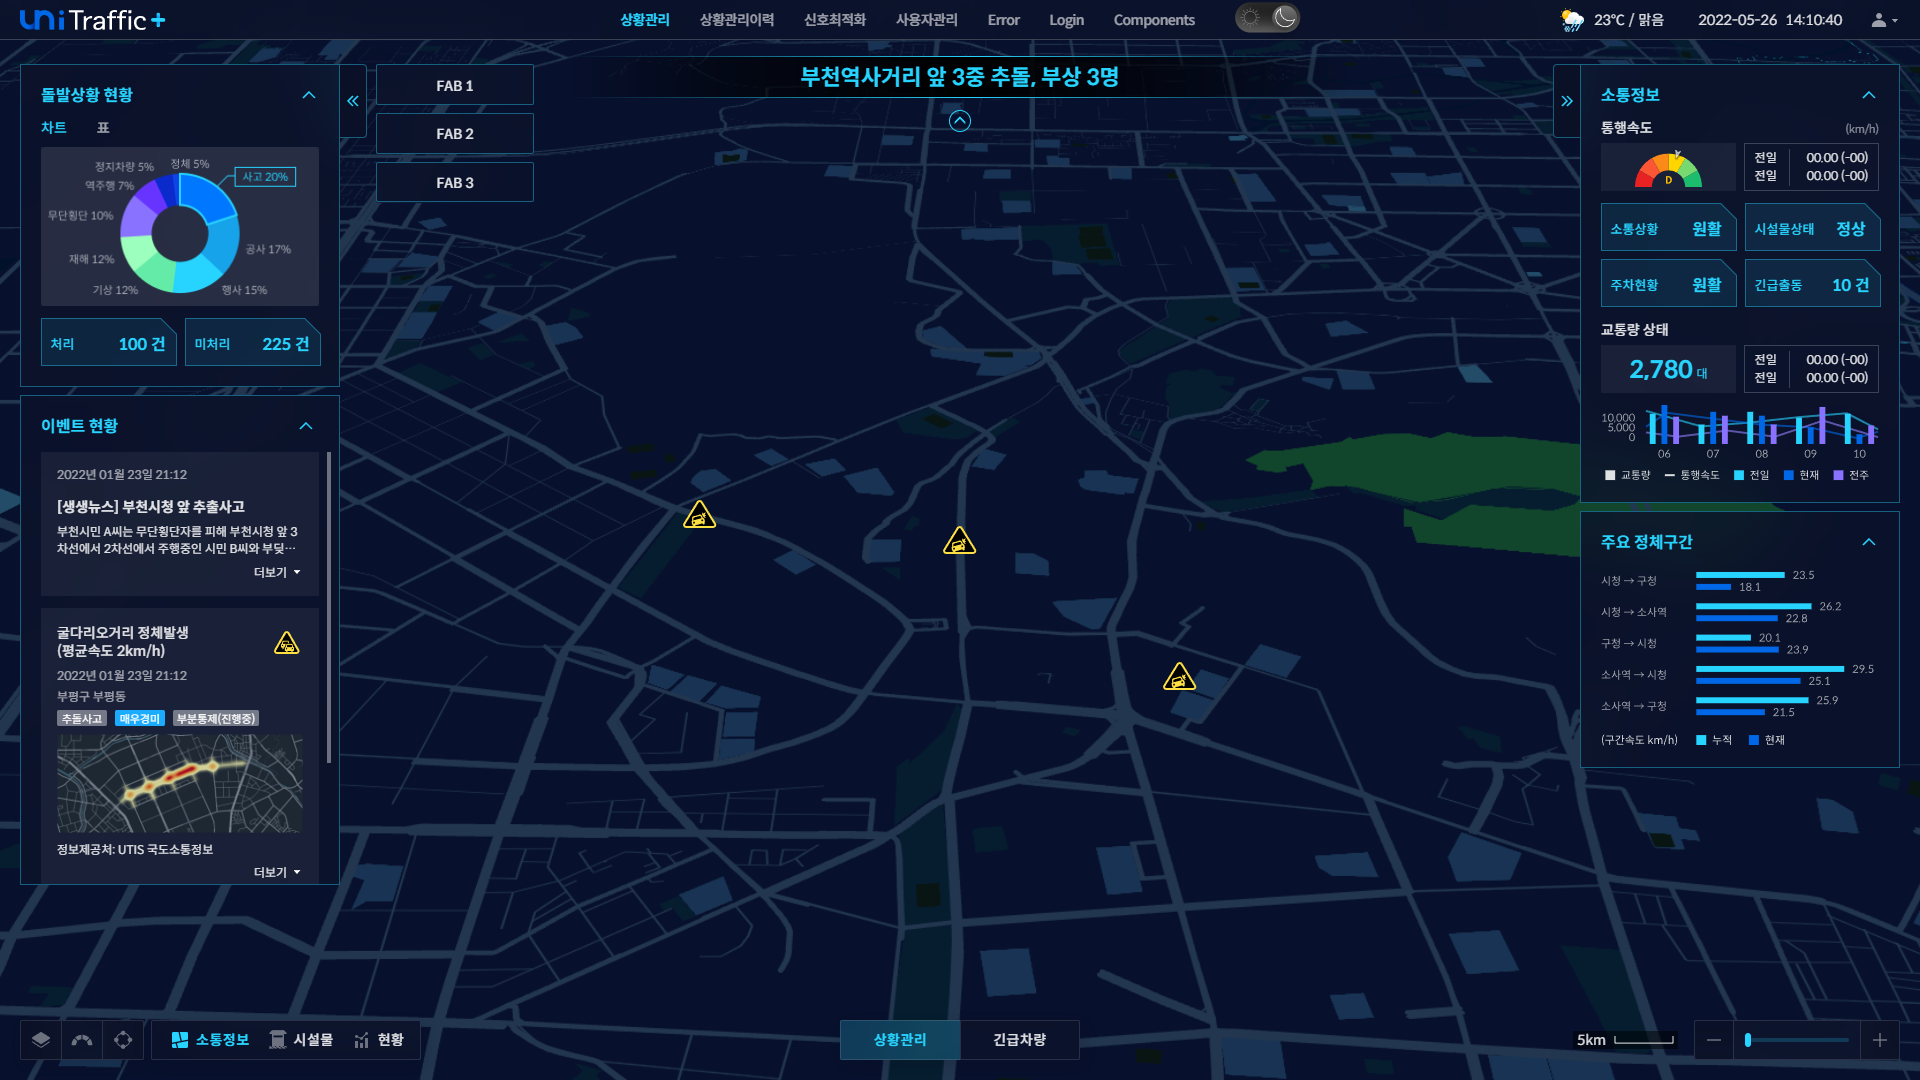 uni Traffic+
상황관리
상황관리이력
신호최적화
사용자관리
Error
Login
Components
23℃ / 맑음
2022-05-26 14:10:40
돌발상황 현황
차트
표
정체 5%
정지차량 5%
역주행 7%
무단횡단 10%
재해 12%
기상 12%
행사 15%
공사 17%
사고 20%
처리 100 건
미처리 225 건
이벤트 현황
2022년 01월 23일 21:12
[생생뉴스] 부천시청 앞 추출사고
부천시민 A씨는 무단횡단자를 피해 부천시청 앞 3
차선에서 2차선에서 주행중인 시민 B씨와 부딪…
더보기
굴다리오거리 정체발생
(평균속도 2km/h)
2022년 01월 23일 21:12
부평구 부평동
추돌사고
매우경미
부분통제(진행중)
정보제공처: UTIS 국도소통정보
더보기
FAB 1
FAB 2
FAB 3
부천역사거리 앞 3중 추돌, 부상 3명
소통정보
통행속도 (km/h)
D
전일 00.00 (-00)
전일 00.00 (-00)
소통상황 원활
시설물상태 정상
주차현황 원활
긴급출동 10 건
교통량 상태
2,780 대
전일 00.00 (-00)
전일 00.00 (-00)
10,000
5,000
0
06 07 08 09 10
교통량 통행속도 전일 현재 전주
주요 정체구간
시청 → 구청 23.5
18.1
시청 → 소사역 26.2
22.8
구청 → 시청 20.1
23.9
소사역 → 시청 29.5
25.1
소사역 → 구청 25.9
21.5
(구간속도 km/h) 누적 현재
소통정보
시설물
현황
상황관리
긴급차량
5km